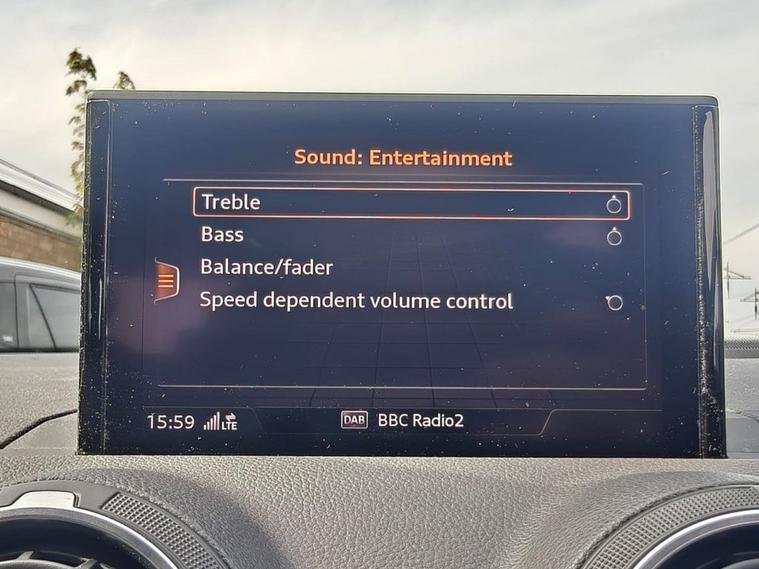 Sound: Entertainment
Treble
Bass
Balance/fader
Speed dependent volume control
15:59 LTE DAB BBC Radio2